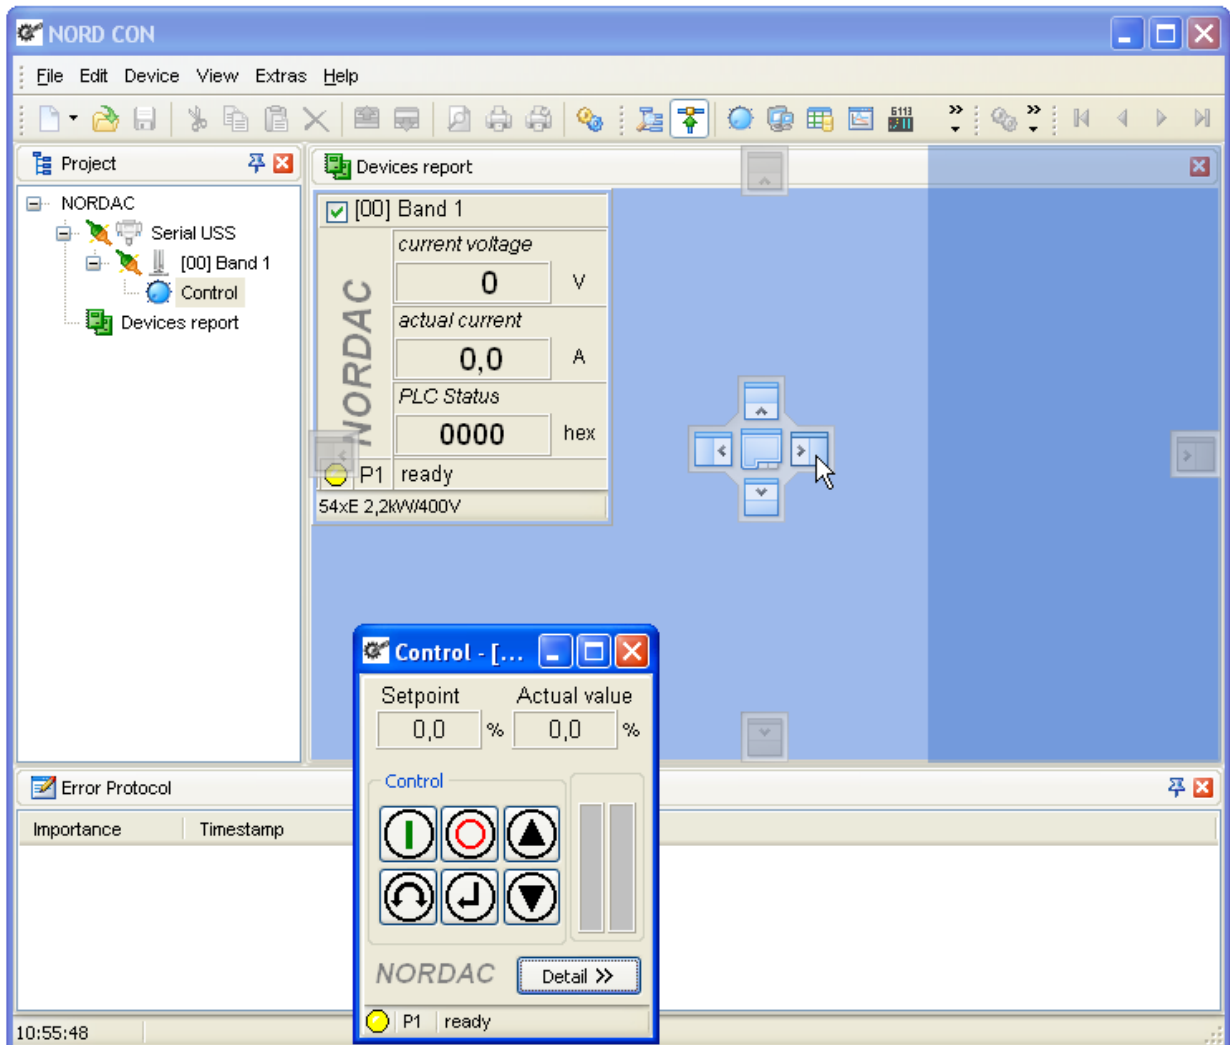 NORD CON
File Edit Device View Extras Help
Project
Devices report
NORDAC
Serial USS
[00] Band 1
Control
Devices report
[00] Band 1
NORDAC
current voltage
0 V
actual current
0,0 A
PLC Status
0000 hex
P1 ready
54xE 2,2kW/400V
Control - [...
Setpoint Actual value
0,0 % 0,0 %
Control
NORDAC Detail >>
P1 ready
Error Protocol
Importance Timestamp
10:55:48